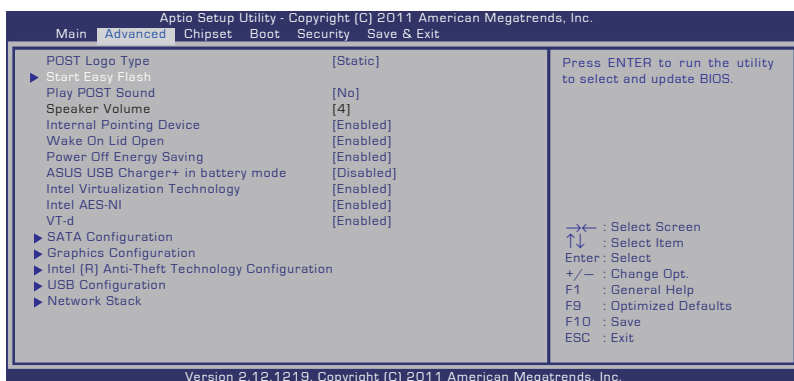 Aptio Setup Utility - Copyright (C) 2011 American Megatrends, Inc.
Main Advanced Chipset Boot Security Save & Exit
POST Logo Type [Static]
Start Easy Flash
Play POST Sound [No]
Speaker Volume [4]
Internal Pointing Device [Enabled]
Wake On Lid Open [Enabled]
Power Off Energy Saving [Enabled]
ASUS USB Charger+ in battery mode [Disabled]
Intel Virtualization Technology [Enabled]
Intel AES-NI [Enabled]
VT-d [Enabled]
SATA Configuration
Graphics Configuration
Intel (R) Anti-Theft Technology Configuration
USB Configuration
Network Stack
Press ENTER to run the utility
to select and update BIOS.
→← : Select Screen
↑↓ : Select Item
Enter : Select
+/— : Change Opt.
F1 : General Help
F9 : Optimized Defaults
F10 : Save
ESC : Exit
Version 2.12.1219. Copyright (C) 2011 American Megatrends, Inc.